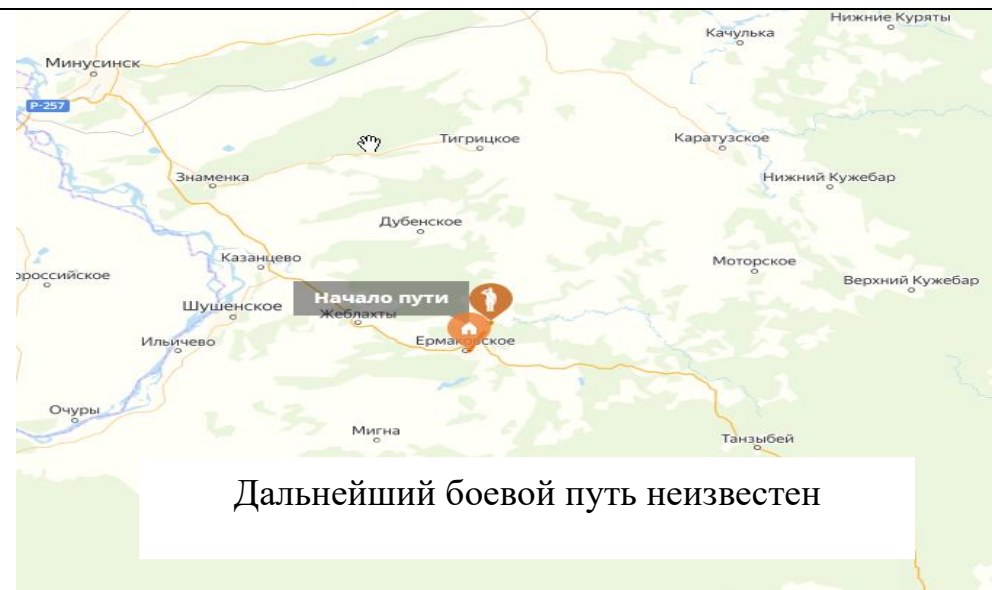 Нижние Куряты
Качулька
Минусинск
Р-257
Тигрицкое
Каратузское
Знаменка
Нижний Кужебар
Дубенское
Казанцево
Моторское
ороссийское
Верхний Кужебар
Начало пути
Шушенское
Жеблахты
Ильичево
Ермаковское
Очуры
Мигна
Танзыбей
Дальнейший боевой путь неизвестен